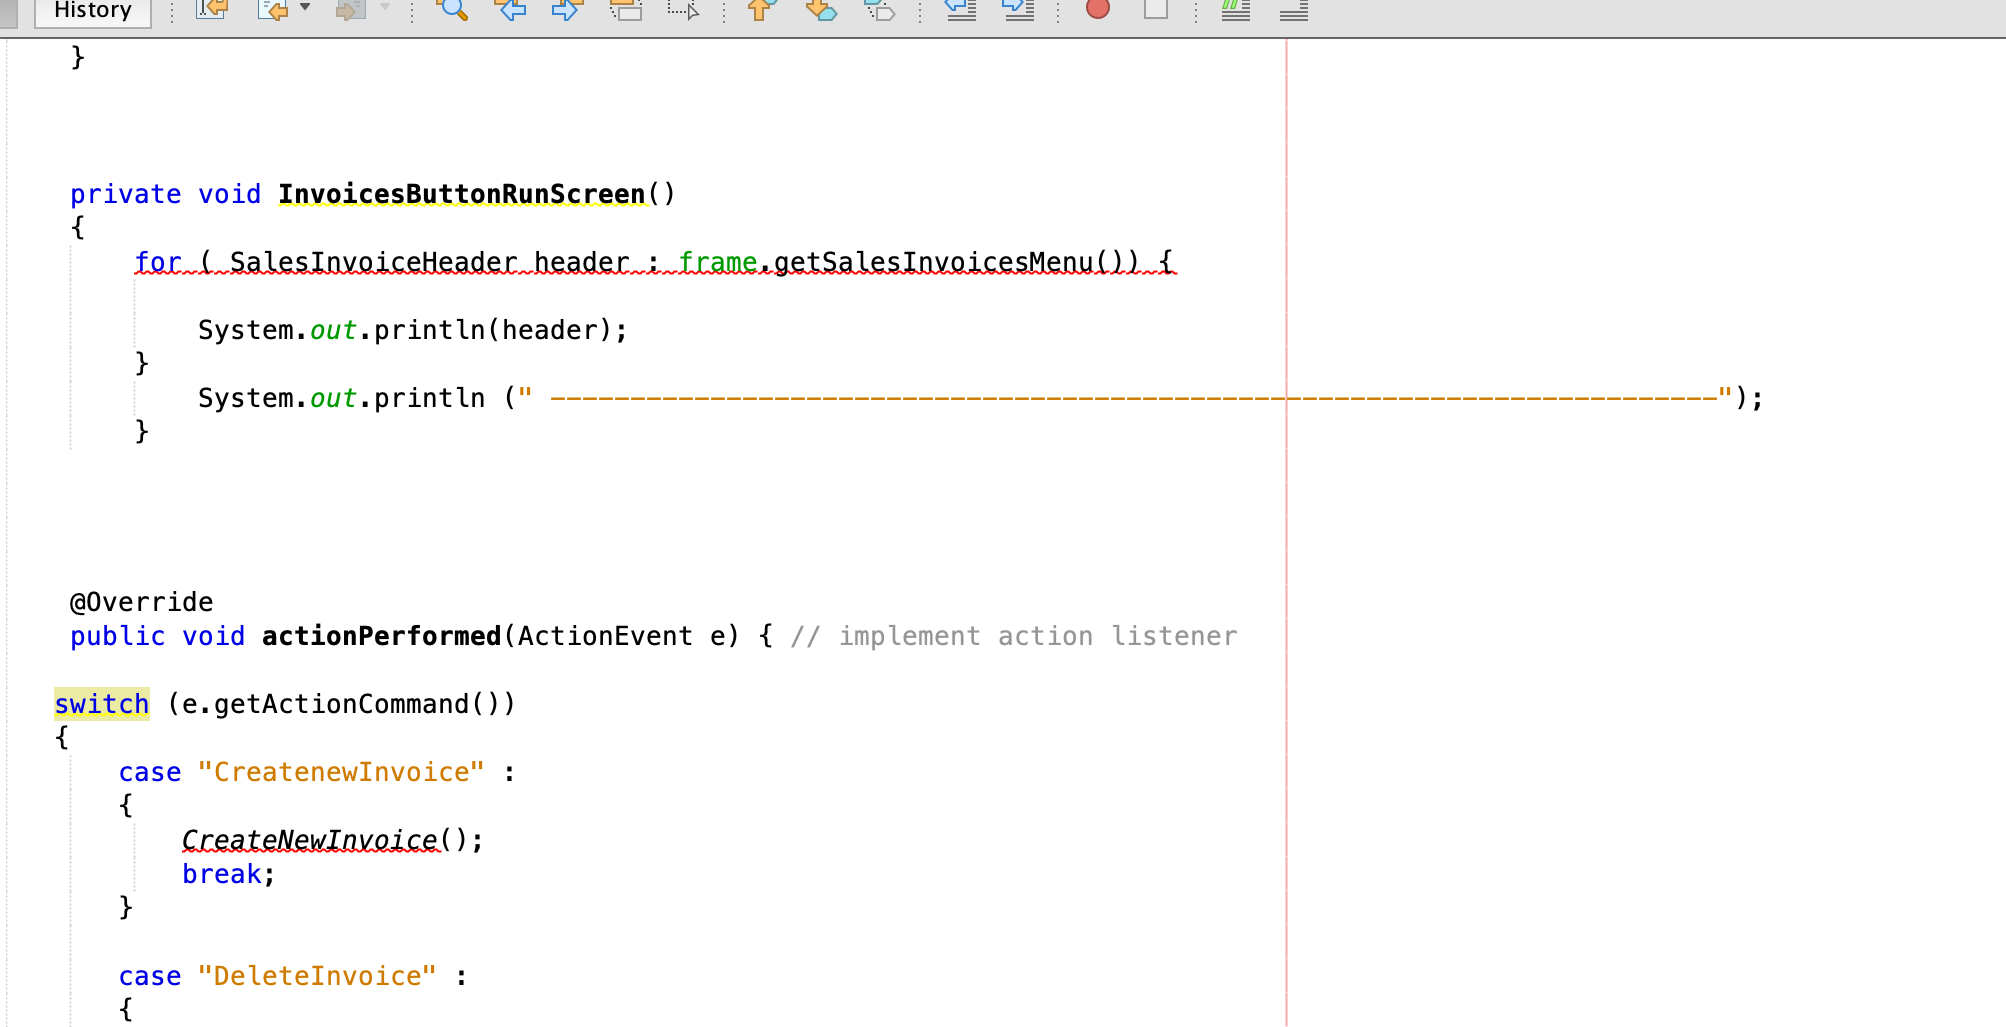 History
}
private void InvoicesButtonRunScreen()
{
for ( SalesInvoiceHeader header : frame.getSalesInvoicesMenu()) {
System.out.println(header);
}
System.out.println (" -------------------------------------------------------------------------");
}
@Override
public void actionPerformed(ActionEvent e) { // implement action listener
switch (e.getActionCommand())
{
case "CreatenewInvoice" :
{
CreateNewInvoice();
break;
}
case "DeleteInvoice" :
{